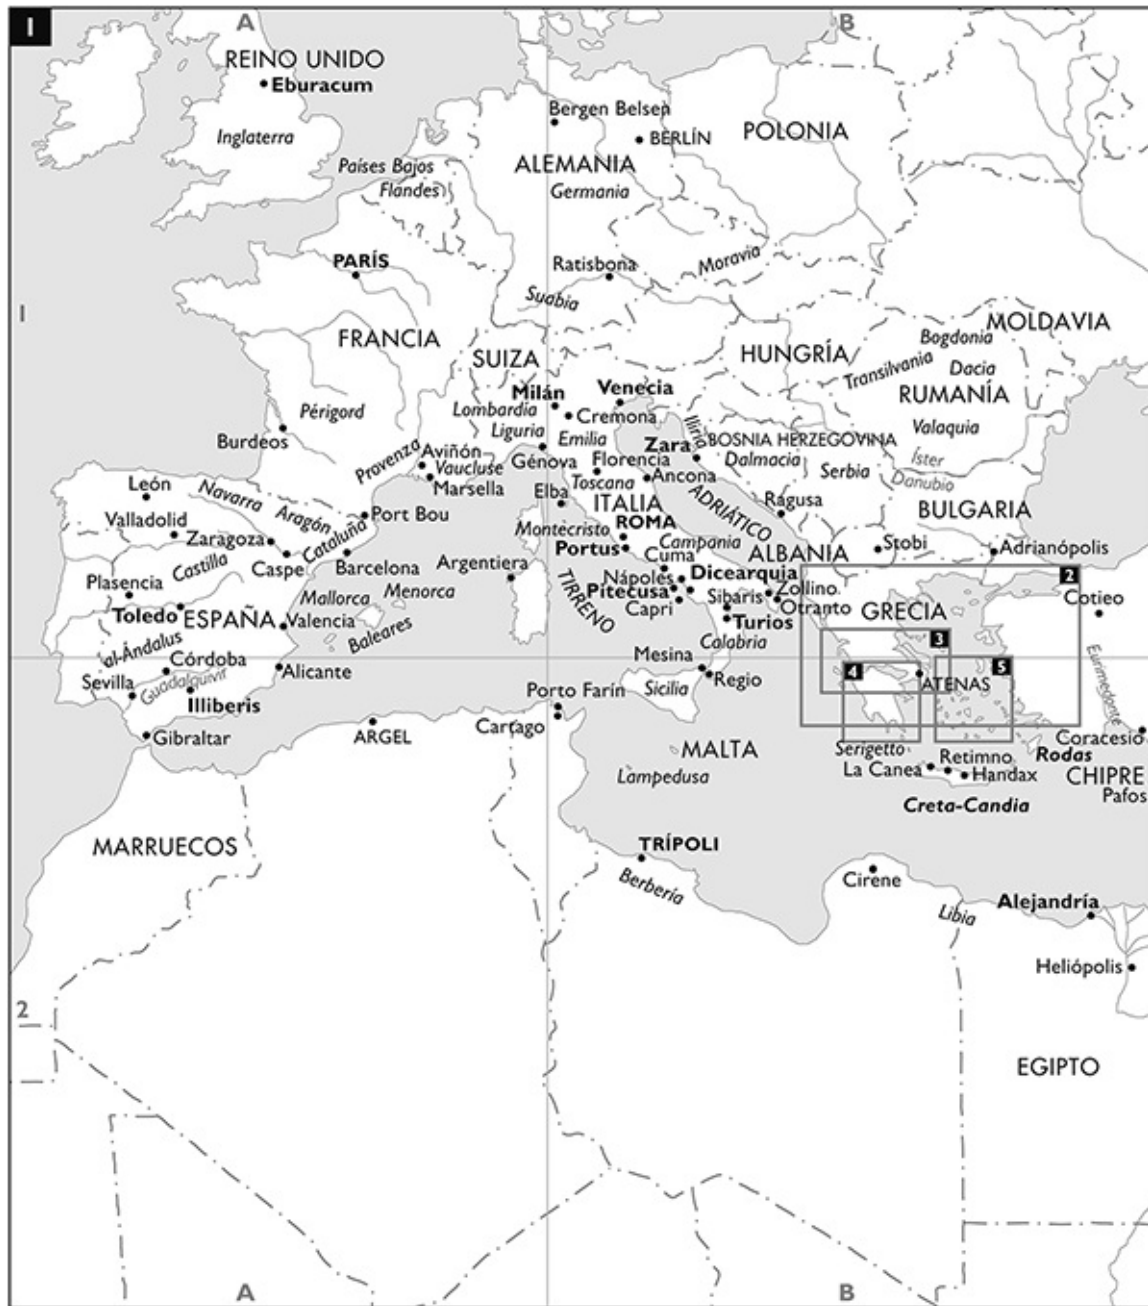 I
A
B
REINO UNIDO
Eburacum
Inglaterra
Bergen Belsen
BERLÍN
POLONIA
ALEMANIA
Germania
Países Bajos
Flandes
PARÍS
Ratisbona
Moravia
Suabia
I
FRANCIA
SUIZA
HUNGRÍA
MOLDAVIA
Bogdonia
Transilvania
Dacia
RUMANÍA
Valaquia
Milán
Venecia
Lombardía
Cremona
Liguria
Emilia
Iliria
Zara
BOSNIA HERZEGOVINA
Dalmacia
Serbia
Íster
Danubio
Périgord
Burdeos
Provenza
Aviñón
Vaucluse
Marsella
Génova
Florencia
Toscana
Ancona
ADRIÁTICO
Ragusa
BULGARIA
León
Navarra
Aragón
Cataluña
Port Bou
Elba
ITALIA
Valladolid
Zaragoza
Montecristo
ROMA
Campania
ALBANIA
Stobi
Adrianópolis
Castilla
Caspe
Barcelona
Argentiera
Portus
Cuma
Plasencia
Mallorca
Menorca
TIRRENO
Nápoles
Dicearquia
Pitecusa
Sibaris
Zollino
Toledo
ESPAÑA
Valencia
Baleares
Capri
Turios
Otranto
GRECIA
2
Cotieo
al-Ándalus
Córdoba
Alicante
Calabria
Mesina
Regio
3
4
5
ATENAS
Eurimedonte
Sevilla
Guadalquivir
Illiberis
Sicilia
Porto Farín
Gibraltar
ARGEL
Cartago
MALTA
Serigetto
Retimno
Rodas
Coracesio
Làmpedusa
La Canea
Handax
CHIPRE
Pafos
Creta-Candia
MARRUECOS
TRÍPOLI
Berbería
Cirene
Libia
Alejandría
Heliópolis
2
EGIPTO
A
B